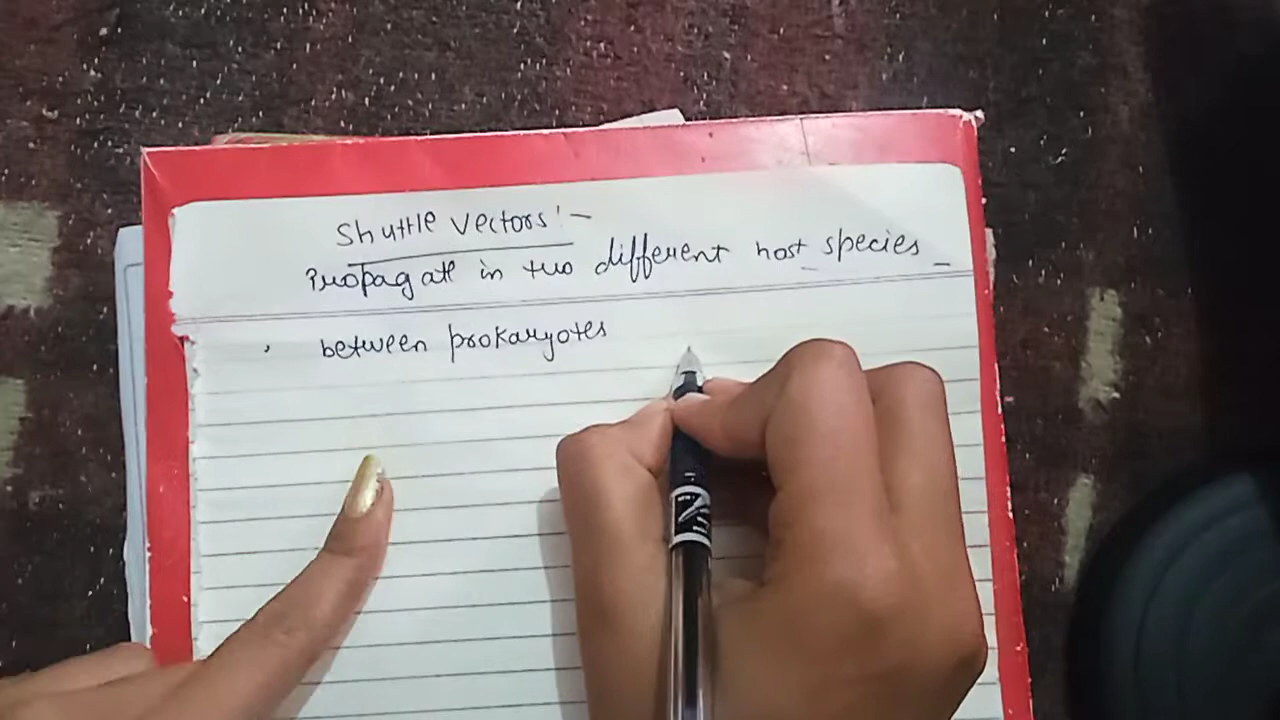 Shuttle Vectors:-
Propagate in two different host species
between prokaryotes